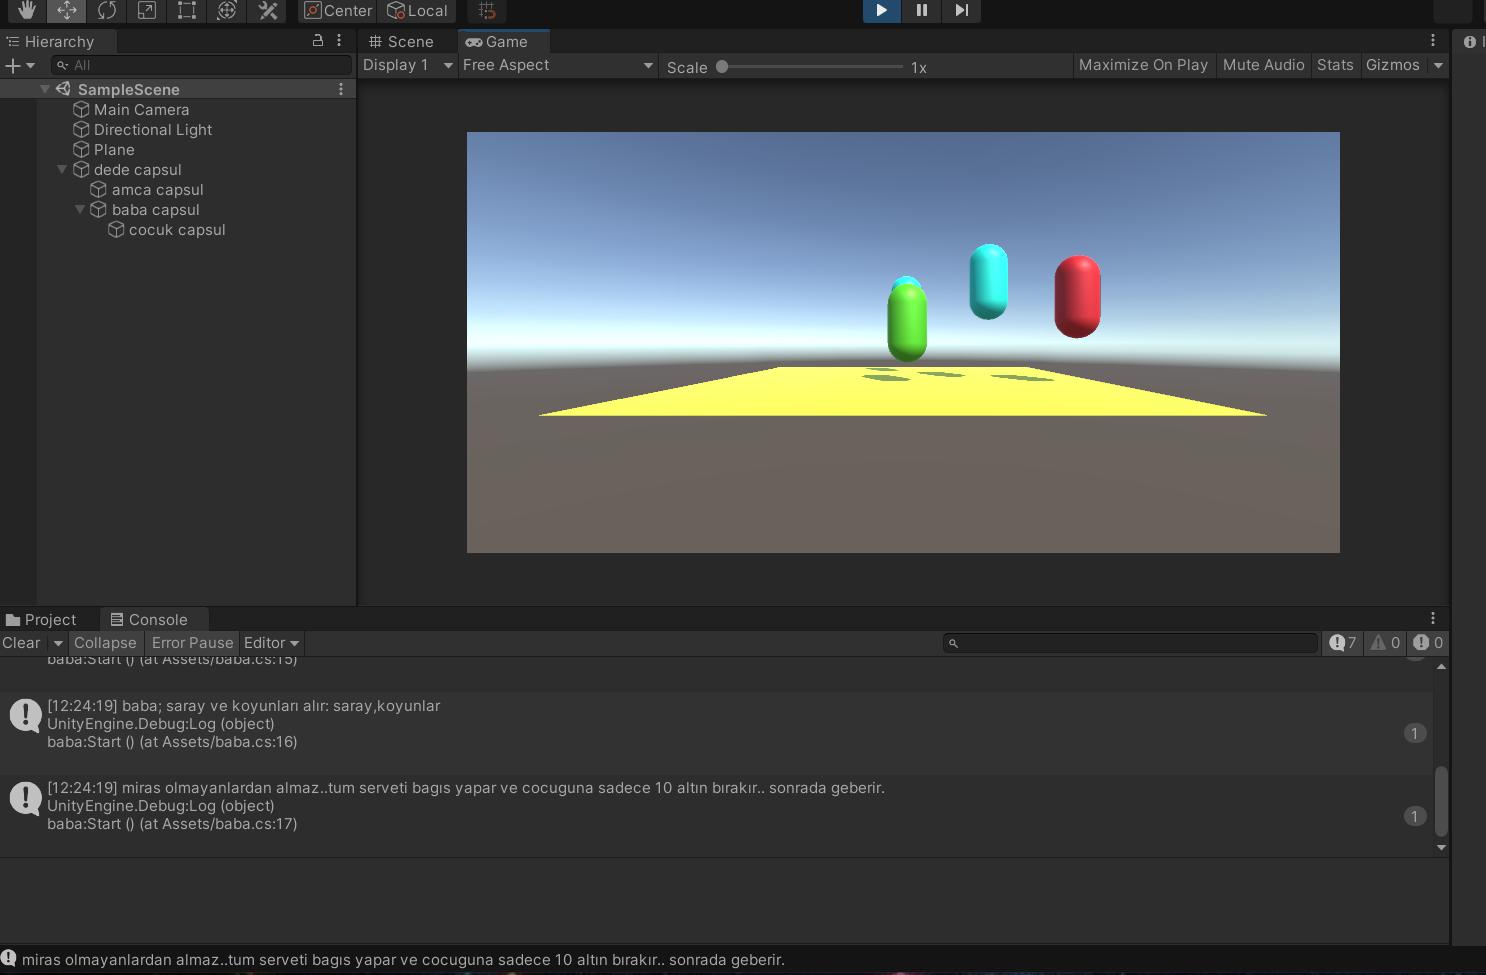 Center
Local
Hierarchy
Scene
Game
All
Display 1
Free Aspect
Scale
1x
Maximize On Play
Mute Audio
Stats
Gizmos
SampleScene
Main Camera
Directional Light
Plane
dede capsul
amca capsul
baba capsul
cocuk capsul
Project
Console
Clear
Collapse
Error Pause
Editor
7
0
0
baba:Start () (at Assets/baba.cs:15)
[12:24:19] baba; saray ve koyunları alır: saray,koyunlar
UnityEngine.Debug:Log (object)
baba:Start () (at Assets/baba.cs:16)
1
[12:24:19] miras olmayanlardan almaz..tum serveti bagıs yapar ve cocuguna sadece 10 altın bırakır.. sonrada geberir.
UnityEngine.Debug:Log (object)
baba:Start () (at Assets/baba.cs:17)
1
miras olmayanlardan almaz..tum serveti bagıs yapar ve cocuguna sadece 10 altın bırakır.. sonrada geberir.